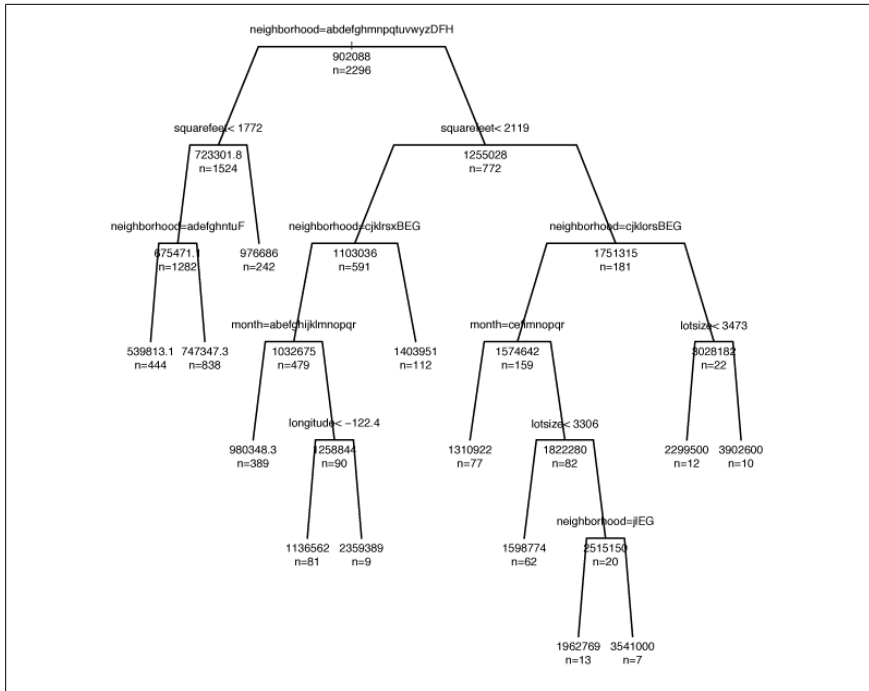 neighborhood=abdefghmnpqtuvwyzDFH
902088
n=2296
squarefeet< 1772
squarefeet< 2119
723301.8
n=1524
1255028
n=772
neighborhood=adefghntuF
neighborhood=cjklrsxBEG
neighborhood=cjklorsBEG
675471.1
n=1282
976686
n=242
1103036
n=591
1751315
n=181
month=abefghijklmnopqr
month=cefimnopqr
lotsize< 3473
539813.1
n=444
747347.3
n=838
1032675
n=479
1403951
n=112
1574642
n=159
3028182
n=22
longitude< −122.4
lotsize< 3306
980348.3
n=389
1258844
n=90
1310922
n=77
1822280
n=82
2299500
n=12
3902600
n=10
neighborhood=jlEG
1136562
n=81
2359389
n=9
1598774
n=62
2515150
n=20
1962769
n=13
3541000
n=7